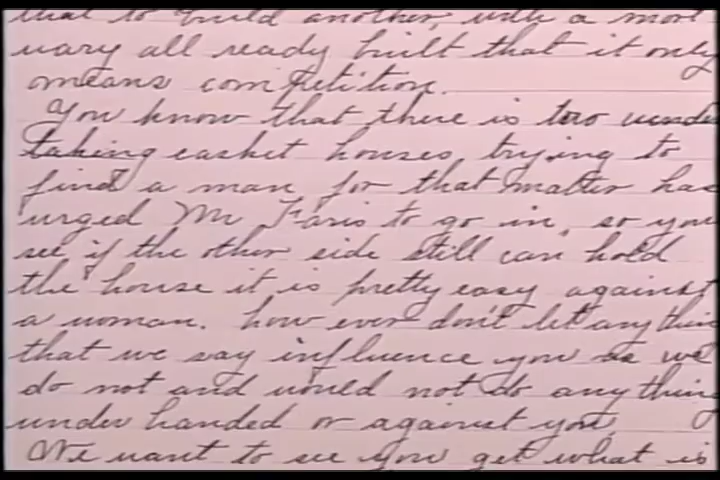 that to build another, with a mort
uary all ready built that it only
means competition.
You know that there is two under
taking casket houses, trying to
find a man, for that matter has
urged Mr Faris to go in, so you
see if the other side still can hold
the house it is pretty easy against
a woman. how ever don't let any thing
that we say influence you as we
do not and would not do any thing
under handed or against you
We want to see you get what is